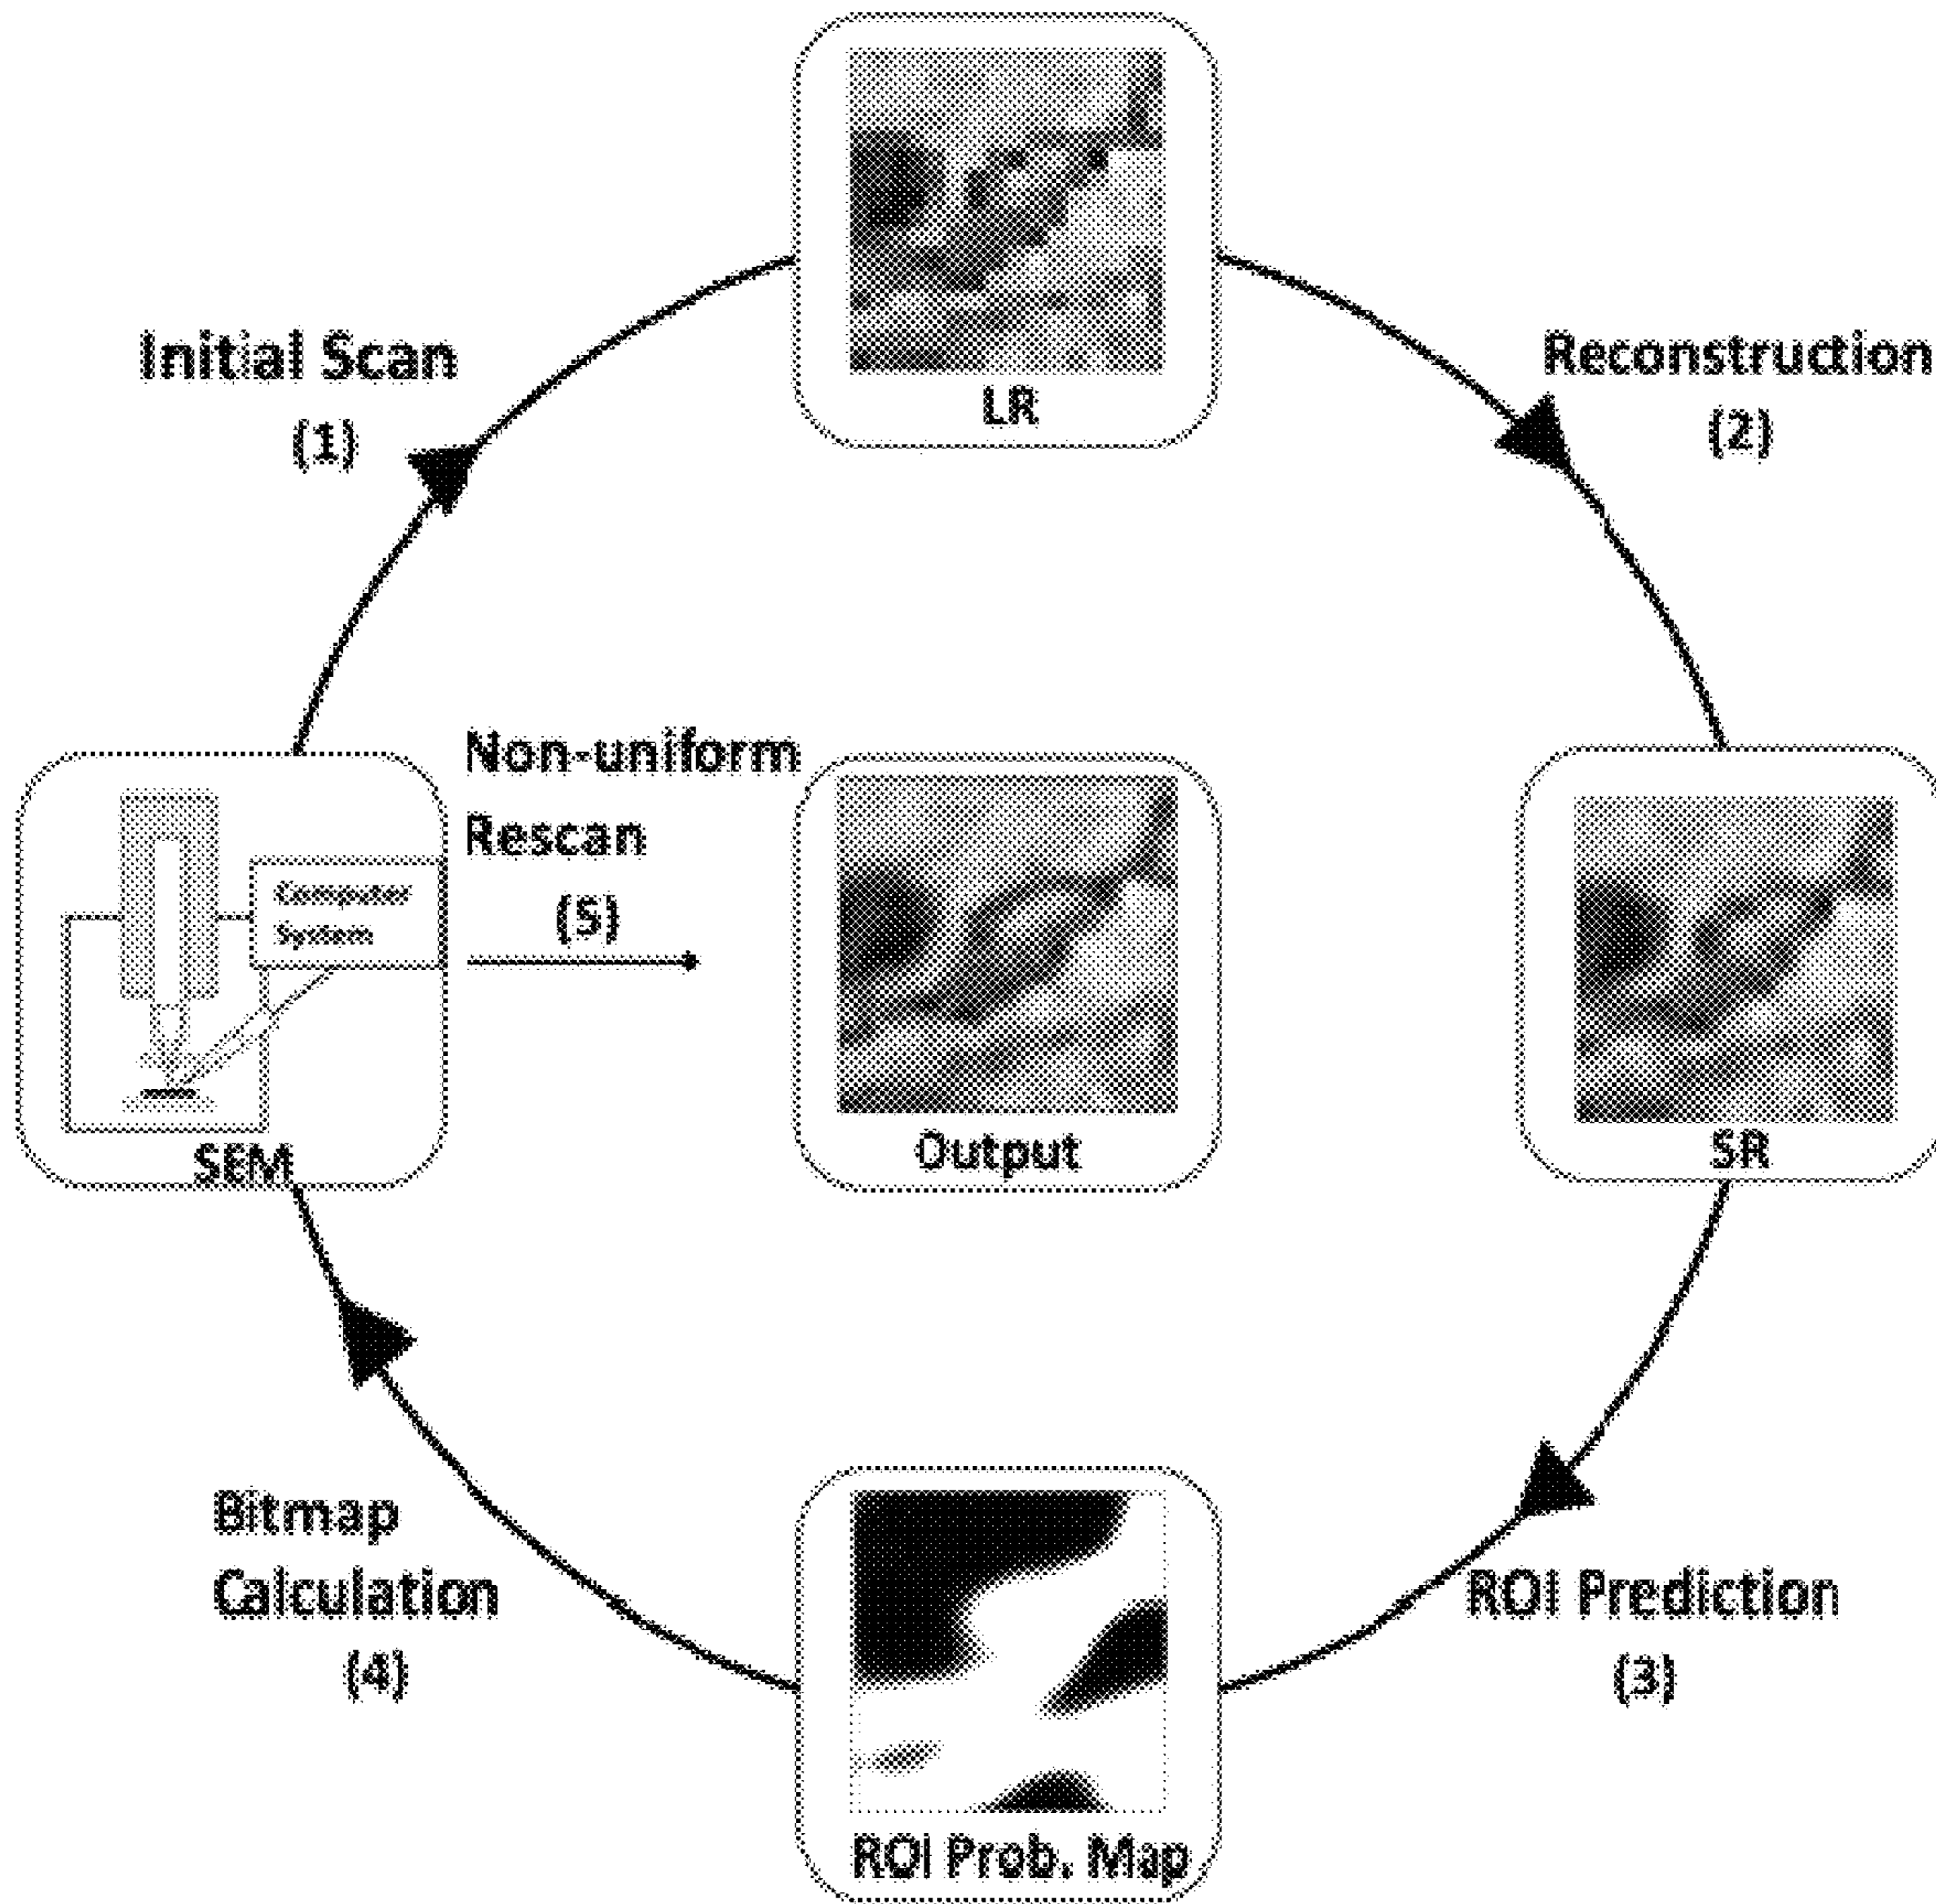 LR
Initial Scan
(1)
Reconstruction
(2)
Non-uniform
Rescan
(5)
Computer
System
SEM
Output
SR
Bitmap
Calculation
(4)
ROI Prediction
(3)
ROI Prob. Map